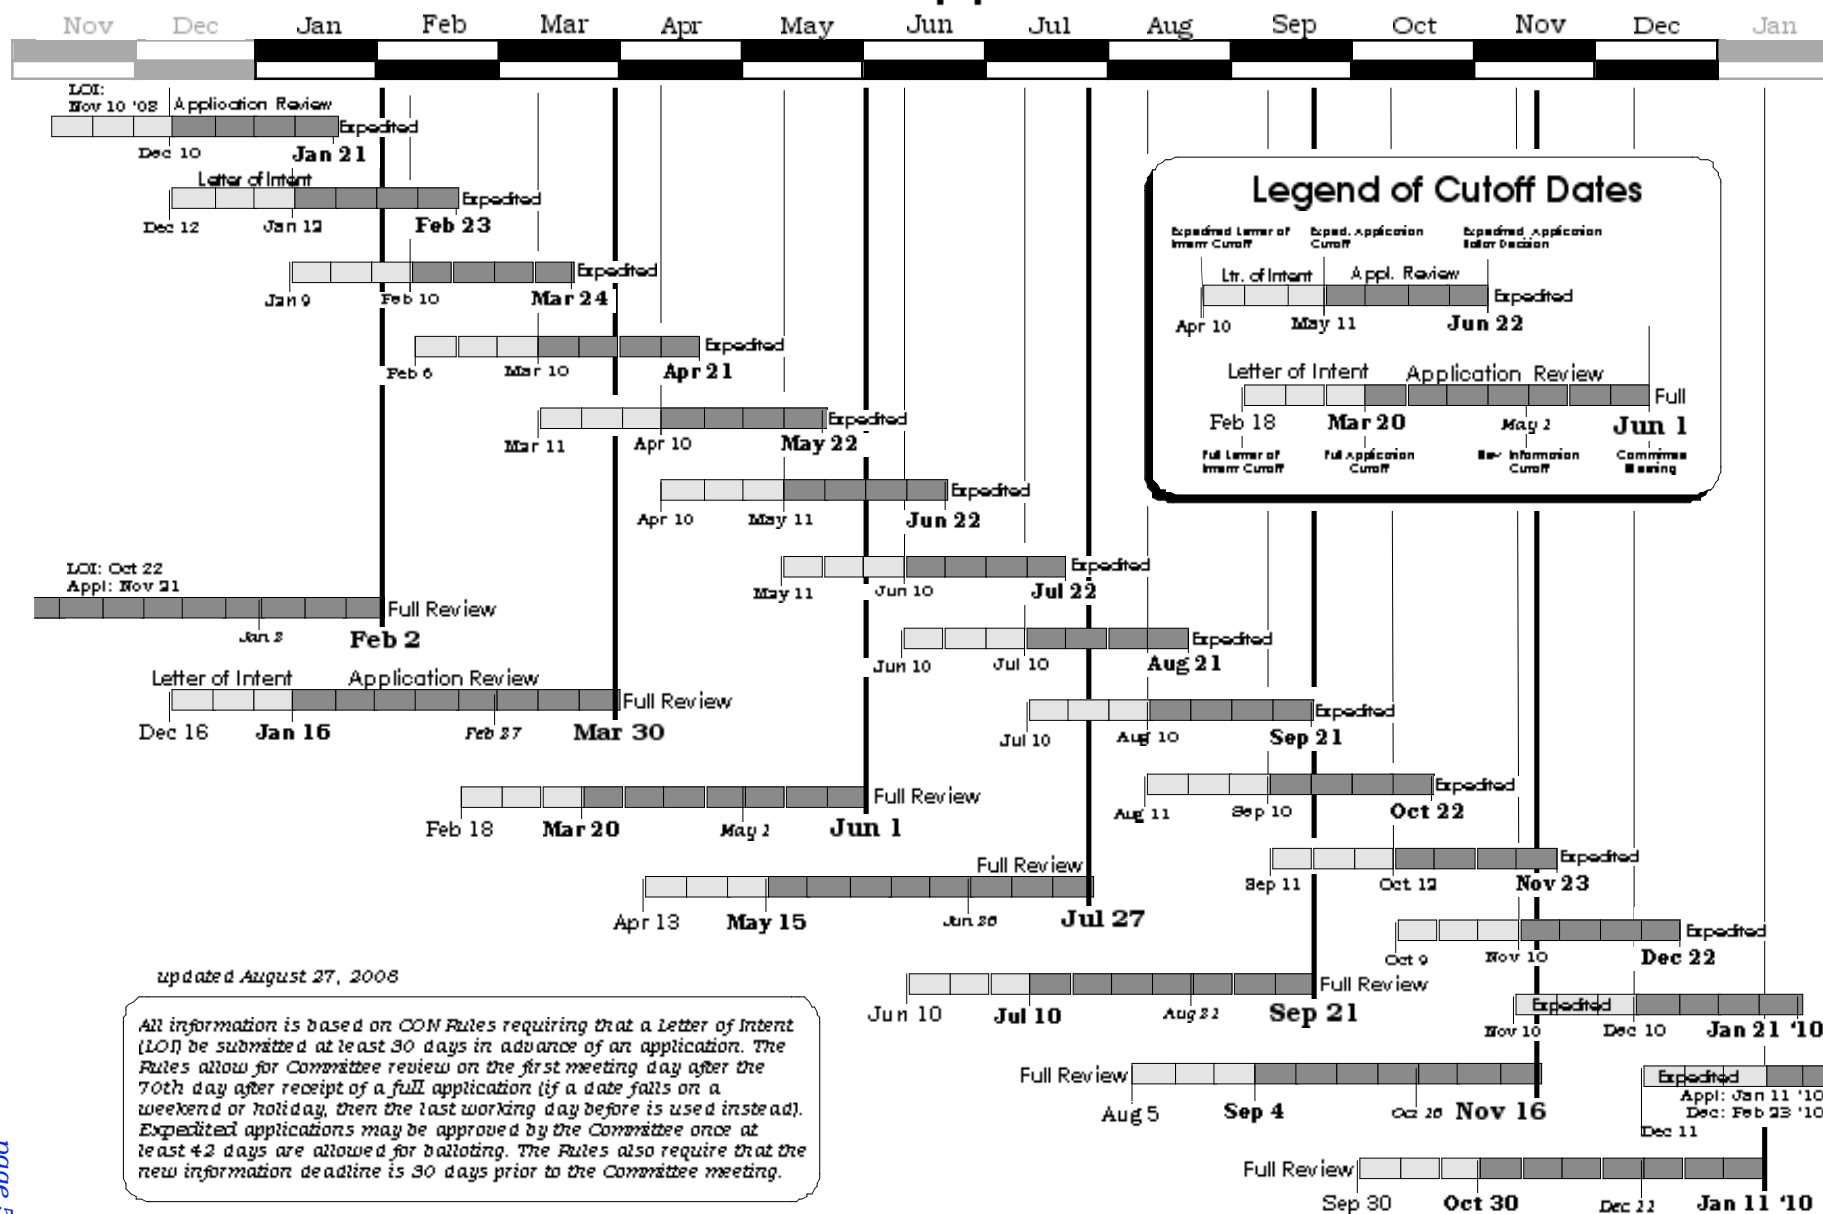 Nov Dec Jan Feb Mar Apr May Jun Jul Aug Sep Oct Nov Dec Jan
LOI:
Nov 10 '08 Application Review
Expedited
Dec 10 Jan 21
Letter of Intent
Expedited
Dec 12 Jan 12 Feb 23
Expedited
Jan 9 Feb 10 Mar 24
Expedited
Feb 6 Mar 10 Apr 21
Expedited
Mar 11 Apr 10 May 22
Expedited
Apr 10 May 11 Jun 22
Expedited
May 11 Jun 10 Jul 22
Expedited
Jun 10 Jul 10 Aug 21
Expedited
Jul 10 Aug 10 Sep 21
Expedited
Aug 11 Sep 10 Oct 22
Expedited
Sep 11 Oct 12 Nov 23
Expedited
Oct 9 Nov 10 Dec 22
Expedited
Nov 10 Dec 10 Jan 21 '10
Expedited
Appl: Jan 11 '10
Dec: Feb 23 '10
Dec 11
Legend of Cutoff Dates
Expedited Letter of
Intent Cutoff
Exped. Application
Cutoff
Expedited Application
Ballot Decision
Ltr. of Intent Appl. Review
Expedited
Apr 10 May 11 Jun 22
Letter of Intent Application Review
Full
Feb 18 Mar 20 May 1 Jun 1
Full Letter of
Intent Cutoff
Full Application
Cutoff
New Information
Cutoff
Committee
Meeting
LOI: Oct 22
Appl: Nov 21
Full Review
Jan 2 Feb 2
Letter of Intent Application Review
Full Review
Dec 16 Jan 16 Feb 27 Mar 30
Full Review
Feb 18 Mar 20 May 1 Jun 1
Full Review
Apr 13 May 15 Jun 26 Jul 27
Full Review
Jun 10 Jul 10 Aug 21 Sep 21
Full Review
Aug 5 Sep 4 Oct 16 Nov 16
Full Review
Sep 30 Oct 30 Dec 11 Jan 11 '10
updated August 27, 2008
All information is based on CON Rules requiring that a Letter of Intent
(LOI) be submitted at least 30 days in advance of an application. The
Rules allow for Committee review on the first meeting day after the
70th day after receipt of a full application (if a date falls on a
weekend or holiday, then the last working day before is used instead).
Expedited applications may be approved by the Committee once at
least 42 days are allowed for balloting. The Rules also require that the
new information deadline is 30 days prior to the Committee meeting.